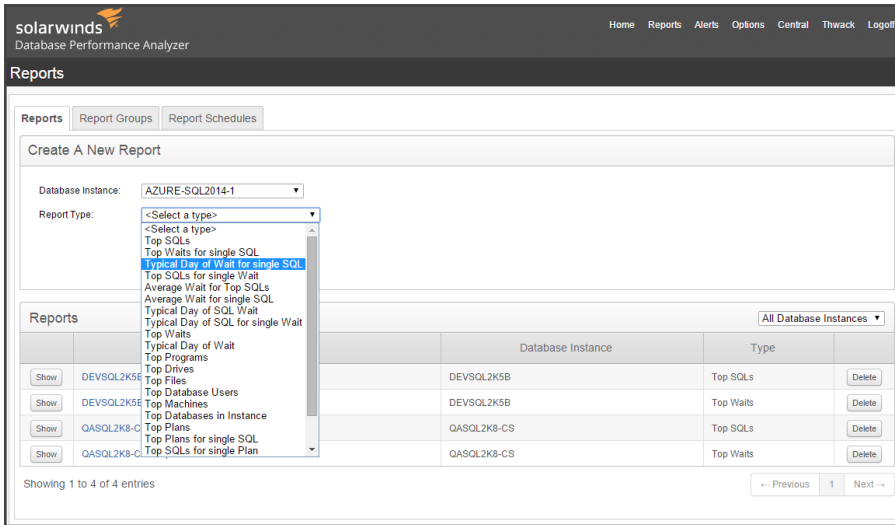 solarwinds
Database Performance Analyzer
Home Reports Alerts Options Central Thwack Logoff
Reports
Reports Report Groups Report Schedules
Create A New Report
Database Instance: AZURE-SQL2014-1
Report Type: <Select a type>
<Select a type>
Top SQLs
Top Waits for single SQL
Typical Day of Wait for single SQL
Top SQLs for single Wait
Average Wait for Top SQLs
Average Wait for single SQL
Typical Day of SQL Wait
Typical Day of SQL for single Wait
Top Waits
Typical Day of Wait
Top Programs
Top Drives
Top Files
Top Database Users
Top Machines
Top Databases in Instance
Top Plans
Top Plans for single SQL
Top SQLs for single Plan
Reports All Database Instances
Database Instance Type
Show DEVSQL2K5B DEVSQL2K5B Top SQLs Delete
Show DEVSQL2K5B DEVSQL2K5B Top Waits Delete
Show QASQL2K8-C QASQL2K8-CS Top SQLs Delete
Show QASQL2K8-C QASQL2K8-CS Top Waits Delete
Showing 1 to 4 of 4 entries
← Previous 1 Next →